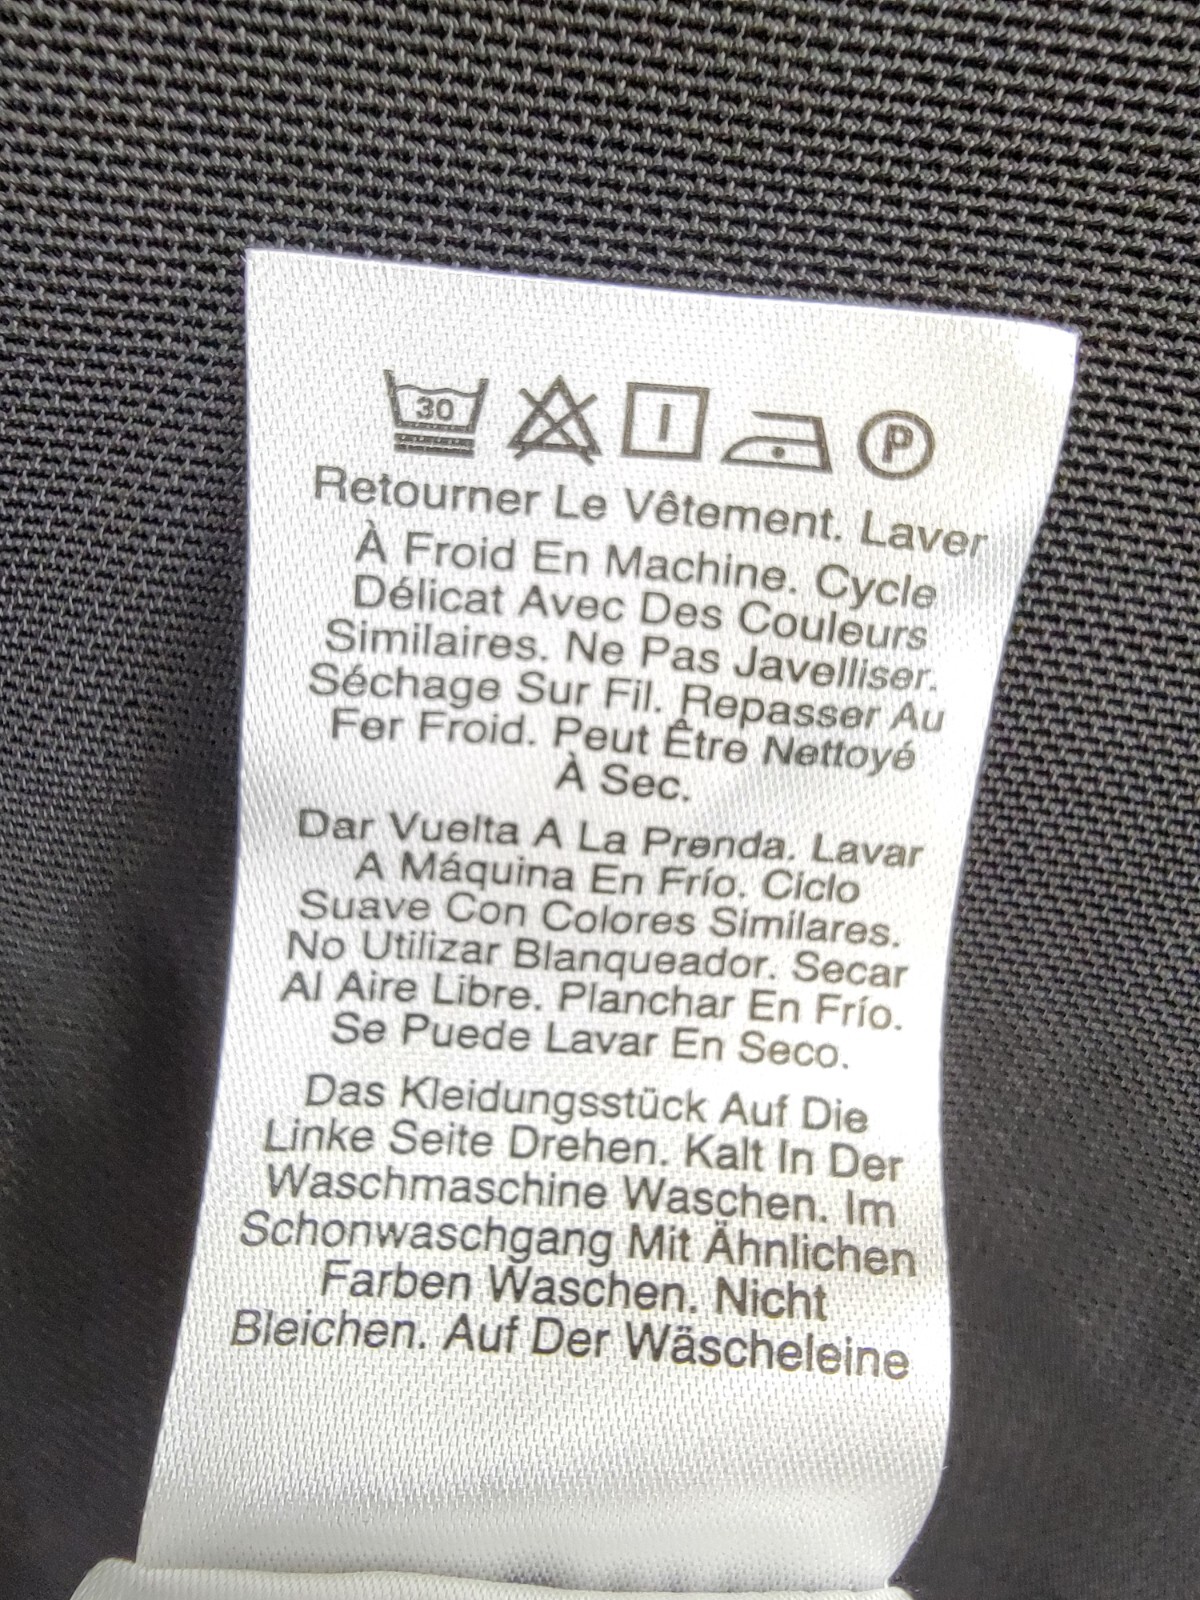 30
P
Retourner Le Vêtement. Laver
À Froid En Machine. Cycle
Délicat Avec Des Couleurs
Similaires. Ne Pas Javelliser.
Séchage Sur Fil. Repasser Au
Fer Froid. Peut Être Nettoyé
À Sec.
Dar Vuelta A La Prenda. Lavar
A Máquina En Frío. Ciclo
Suave Con Colores Similares.
No Utilizar Blanqueador. Secar
Al Aire Libre. Planchar En Frío.
Se Puede Lavar En Seco.
Das Kleidungsstück Auf Die
Linke Seite Drehen. Kalt In Der
Waschmaschine Waschen. Im
Schonwaschgang Mit Ähnlichen
Farben Waschen. Nicht
Bleichen. Auf Der Wäscheleine